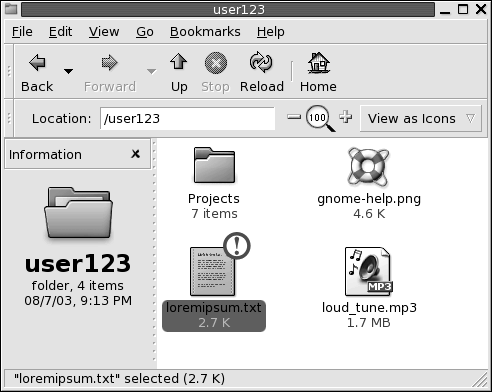 user123
File Edit View Go Bookmarks Help
Back Forward Up Stop Reload Home
Location: /user123 100 View as Icons
Information x
Projects
7 items
gnome-help.png
4.6 K
user123
folder, 4 items
08/7/03, 9:13 PM
loremipsum.txt
2.7 K
MP3
loud_tune.mp3
1.7 MB
"loremipsum.txt" selected (2.7 K)